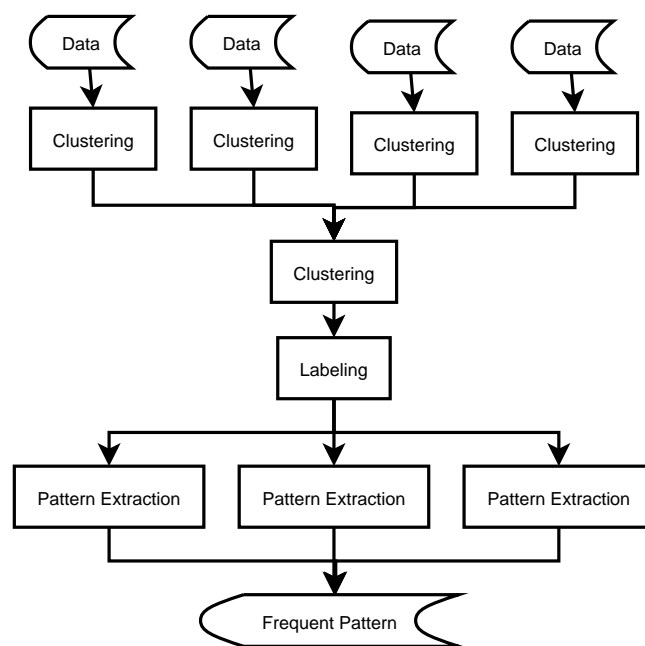 Data
Data
Data
Data
Clustering
Clustering
Clustering
Clustering
Clustering
Labeling
Pattern Extraction
Pattern Extraction
Pattern Extraction
Frequent Pattern